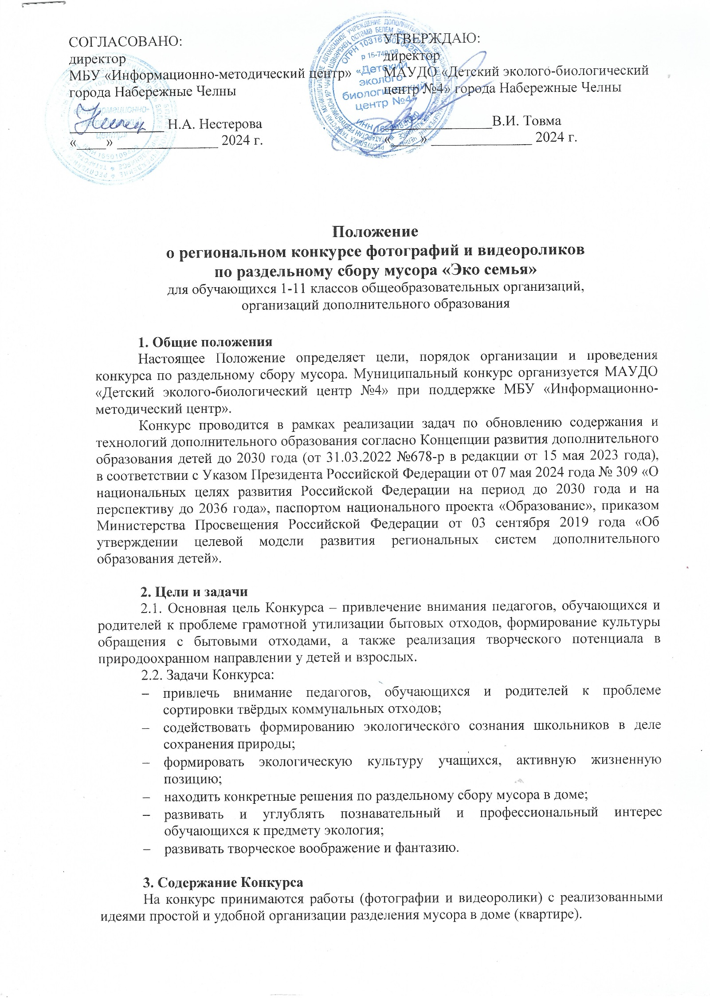 СОГЛАСОВАНО:
директор
МБУ «Информационно-методический центр»
города Набережные Челны
______________ Н.А. Нестерова
«____» ______________ 2024 г.
УТВЕРЖДАЮ:
директор
МАУДО «Детский эколого-биологический
центр №4» города Набережные Челны
______________В.И. Товма
«____» ______________ 2024 г.
«Детский
эколого-
биологический
центр №4»
Положение
о региональном конкурсе фотографий и видеороликов
по раздельному сбору мусора «Эко семья»
для обучающихся 1-11 классов общеобразовательных организаций,
организаций дополнительного образования
1. Общие положения
Настоящее Положение определяет цели, порядок организации и проведения
конкурса по раздельному сбору мусора. Муниципальный конкурс организуется МАУДО
«Детский эколого-биологический центр №4» при поддержке МБУ «Информационно-
методический центр».
Конкурс проводится в рамках реализации задач по обновлению содержания и
технологий дополнительного образования согласно Концепции развития дополнительного
образования детей до 2030 года (от 31.03.2022 №678-р в редакции от 15 мая 2023 года),
в соответствии с Указом Президента Российской Федерации от 07 мая 2024 года № 309 «О
национальных целях развития Российской Федерации на период до 2030 года и на
перспективу до 2036 года», паспортом национального проекта «Образование», приказом
Министерства Просвещения Российской Федерации от 03 сентября 2019 года «Об
утверждении целевой модели развития региональных систем дополнительного
образования детей».
2. Цели и задачи
2.1. Основная цель Конкурса – привлечение внимания педагогов, обучающихся и
родителей к проблеме грамотной утилизации бытовых отходов, формирование культуры
обращения с бытовыми отходами, а также реализация творческого потенциала в
природоохранном направлении у детей и взрослых.
2.2. Задачи Конкурса:
– привлечь внимание педагогов, обучающихся и родителей к проблеме
сортировки твёрдых коммунальных отходов;
– содействовать формированию экологического сознания школьников в деле
сохранения природы;
– формировать экологическую культуру учащихся, активную жизненную
позицию;
– находить конкретные решения по раздельному сбору мусора в доме;
– развивать и углублять познавательный и профессиональный интерес
обучающихся к предмету экология;
– развивать творческое воображение и фантазию.
3. Содержание Конкурса
На конкурс принимаются работы (фотографии и видеоролики) с реализованными
идеями простой и удобной организации разделения мусора в доме (квартире).